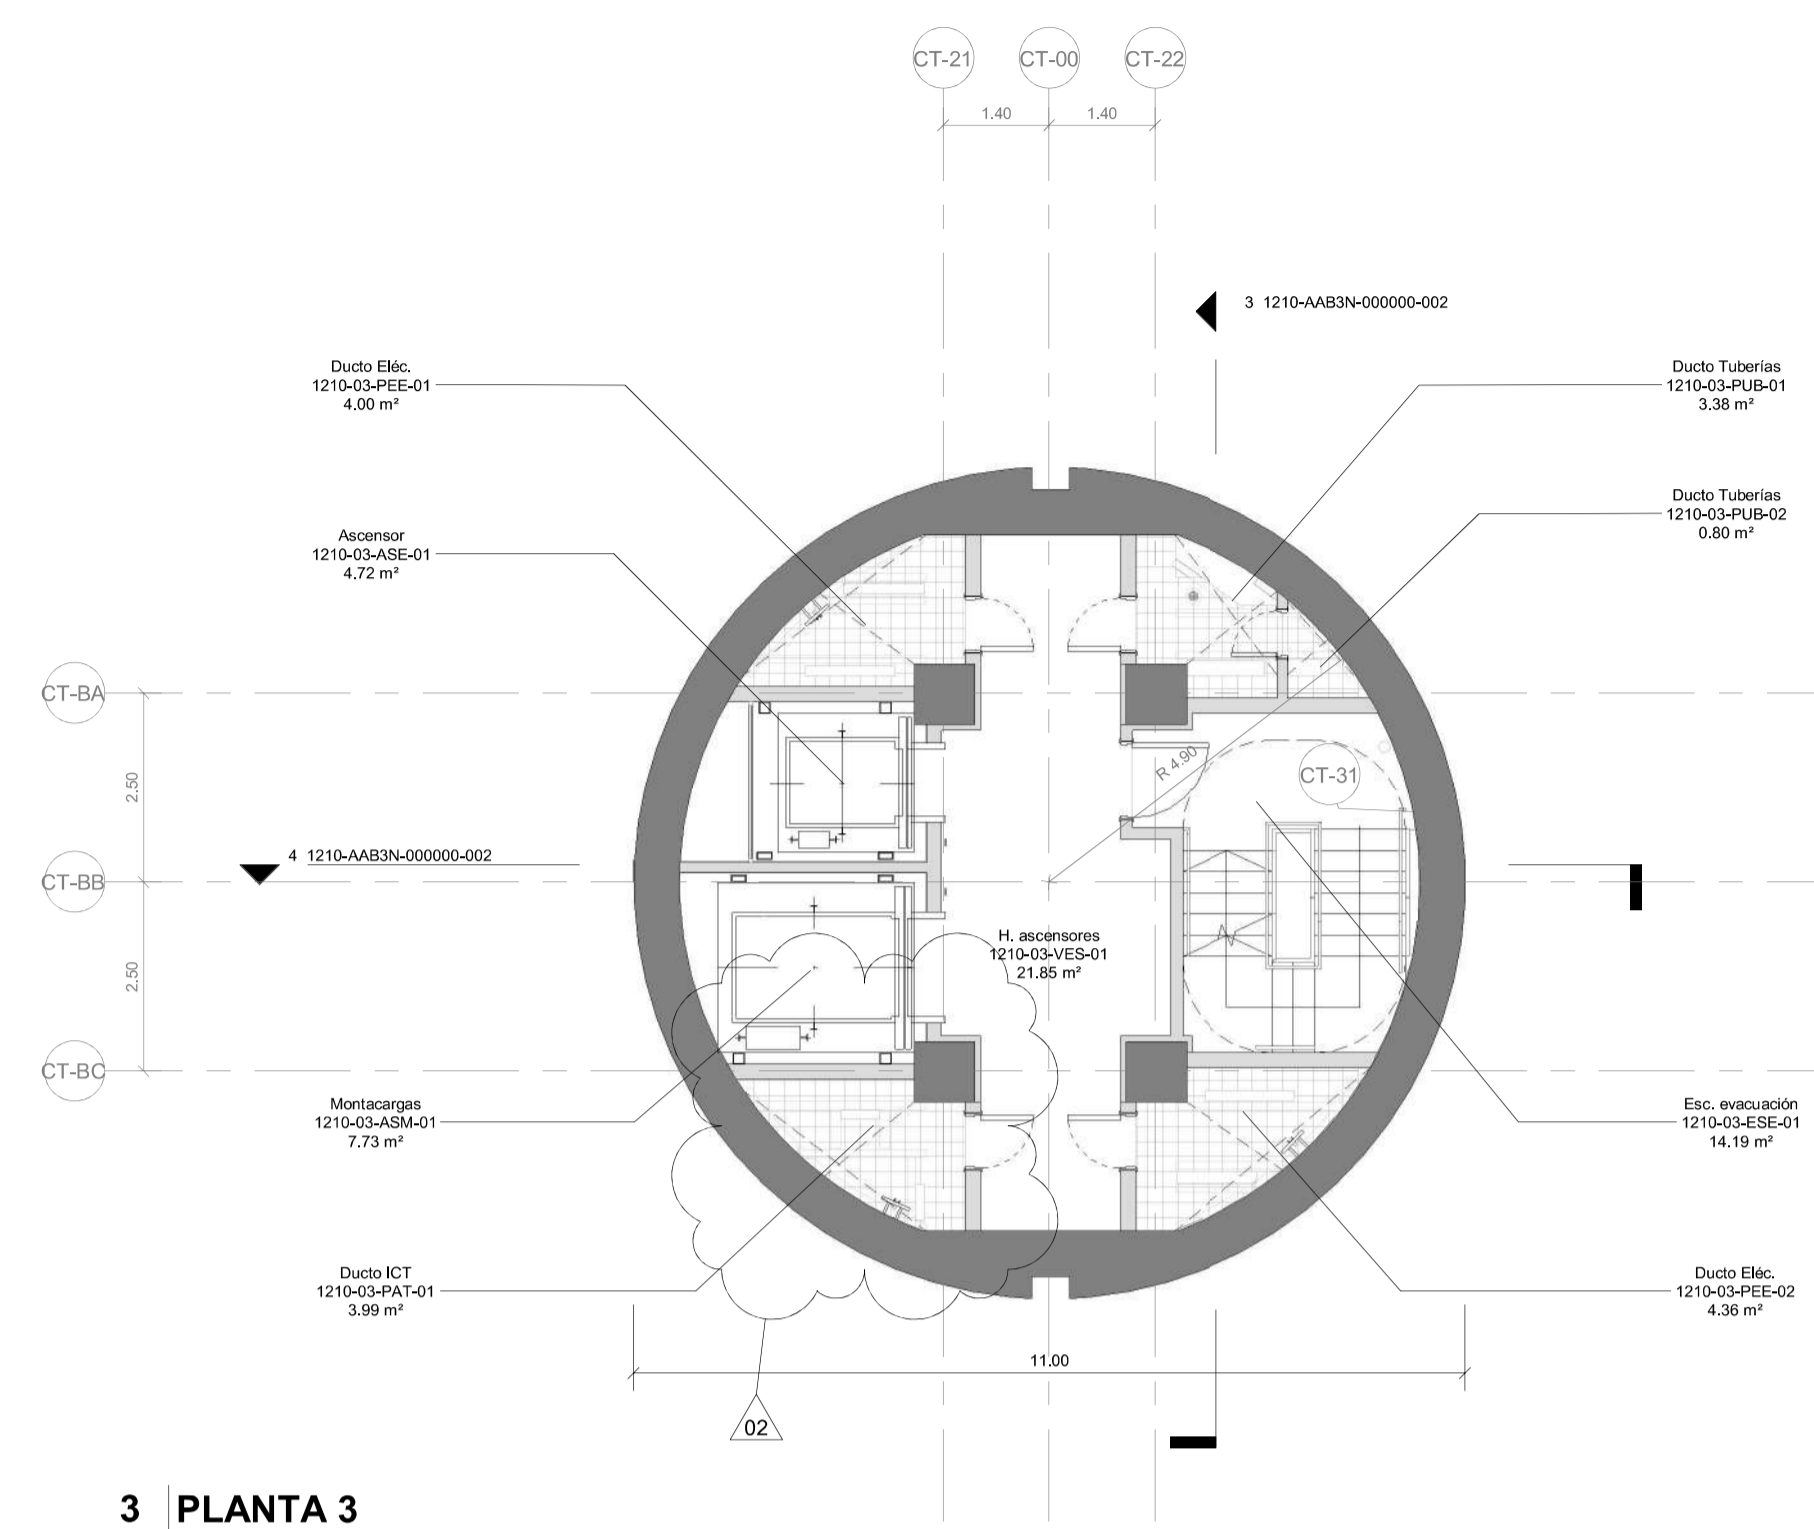 CT-21
CT-00
CT-22
1.40
1.40
3 1210-AAB3N-000000-002
Ducto Eléc.
1210-03-PEE-01
4.00 m²
Ducto Tuberías
1210-03-PUB-01
3.38 m²
Ducto Tuberías
1210-03-PUB-02
0.80 m²
Ascensor
1210-03-ASE-01
4.72 m²
CT-BA
2.50
R 4.90
CT-31
4 1210-AAB3N-000000-002
CT-BB
H. ascensores
1210-03-VES-01
21.85 m²
2.50
CT-BC
Montacargas
1210-03-ASM-01
7.73 m²
Esc. evacuación
1210-03-ESE-01
14.19 m²
Ducto ICT
1210-03-PAT-01
3.99 m²
Ducto Eléc.
1210-03-PEE-02
4.36 m²
11.00
02
3 PLANTA 3